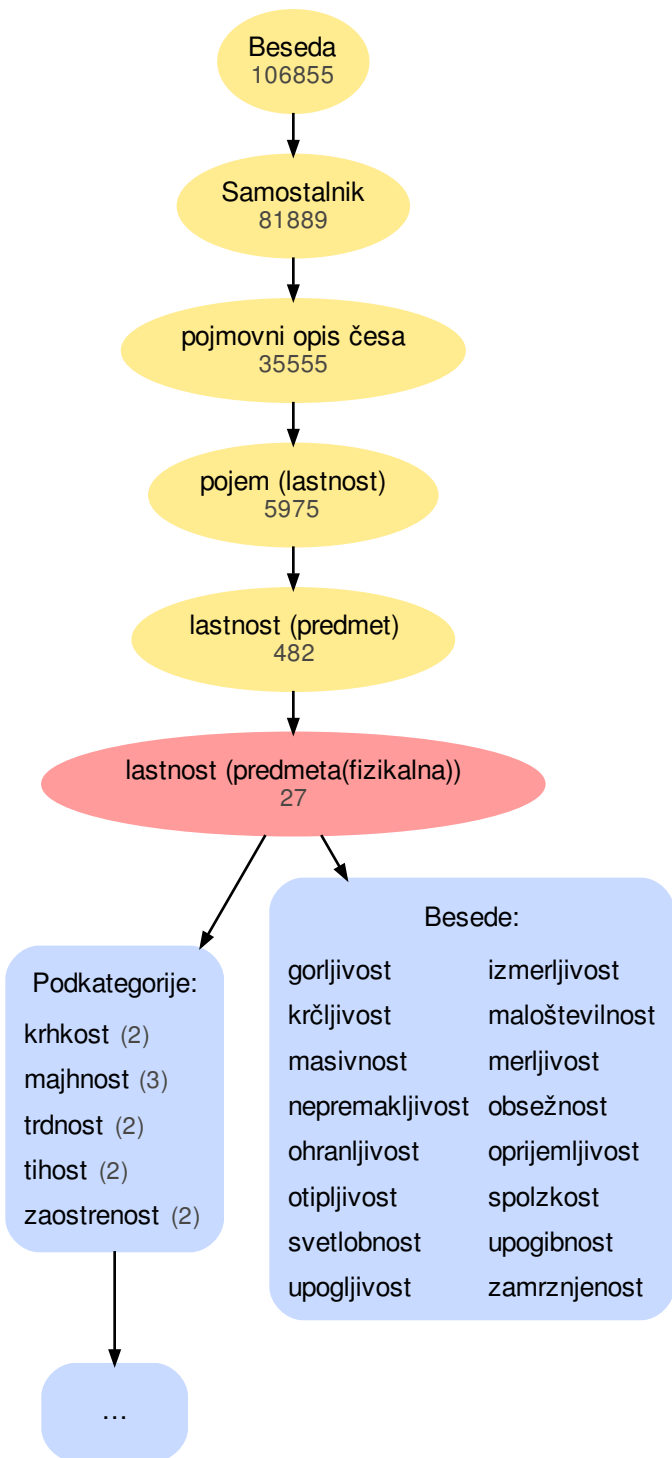 Beseda
106855
Samostalnik
81889
pojmovni opis česa
35555
pojem (lastnost)
5975
lastnost (predmet)
482
lastnost (predmeta(fizikalna))
27
Podkategorije:
krhkost (2)
majhnost (3)
trdnost (2)
tihost (2)
zaostrenost (2)
...
Besede:
gorljivost izmerljivost
krčljivost maloštevilnost
masivnost merljivost
nepremakljivost obsežnost
ohranljivost oprijemljivost
otipljivost spolzkost
svetlobnost upogibnost
upogljivost zamrznjenost